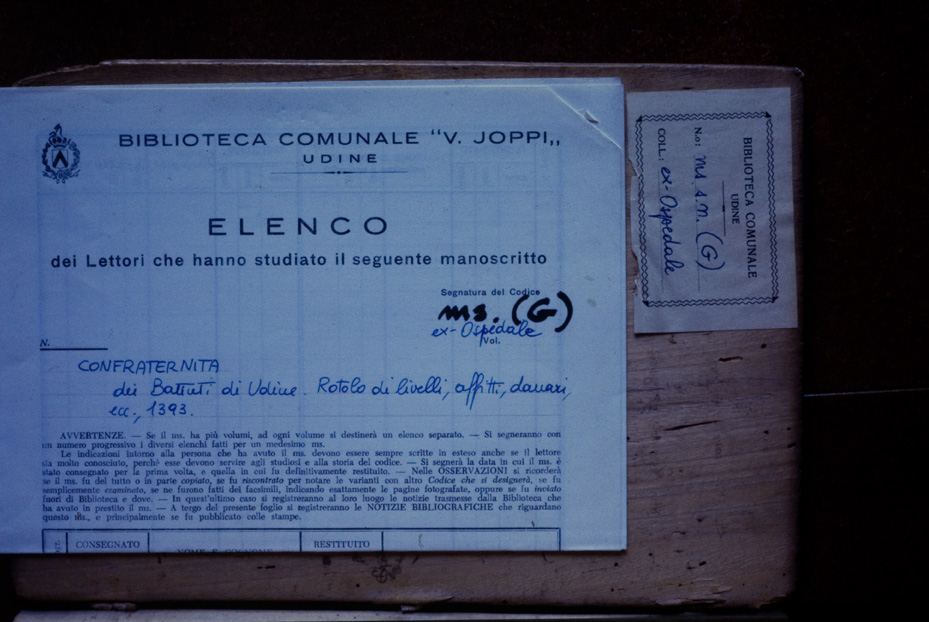 BIBLIOTECA COMUNALE "V. JOPPI„
UDINE
ELENCO
dei Lettori che hanno studiato il seguente manoscritto
Segnatura del Codice
ms. (G)
ex-Ospedale
Vol.
N.
CONFRATERNITA
dei Battuti di Udine. Rotolo di livelli, affitti, danari,
ecc., 1393.
AVVERTENZE. — Se il ms. ha più volumi, ad ogni volume si destinerà un elenco separato. — Si segneranno con
un numero progressivo i diversi elenchi fatti per un medesimo ms.
Le indicazioni intorno alla persona che ha avuto il ms. devono essere sempre scritte in esteso anche se il lettore
sia molto conosciuto, perchè esse devono servire agli studiosi e alla storia del codice. — Si segnerà la data in cui il ms. è
stato consegnato per la prima volta, e quella in cui fu definitivamente restituito. — Nelle OSSERVAZIONI si ricorderà
se il ms. fu del tutto o in parte copiato, se fu riscontrato per notare le varianti con altro Codice che si designerà, se fu
semplicemente esaminato, se ne furono fatti dei facsimili, indicando esattamente le pagine fotografate, oppure se fu inviato
fuori di Biblioteca e dove. — In quest'ultimo caso si registreranno al loro luogo le notizie trasmesse dalla Biblioteca che
ha avuto in prestito il ms. — A tergo del presente foglio si registreranno le NOTIZIE BIBLIOGRAFICHE che riguardano
questo ms., e principalmente se fu pubblicato colle stampe.
CONSEGNATO
NOME E COGNOME
RESTITUITO
BIBLIOTECA COMUNALE
UDINE
N.o: ms s.n. (G)
COLL.: ex-Ospedale